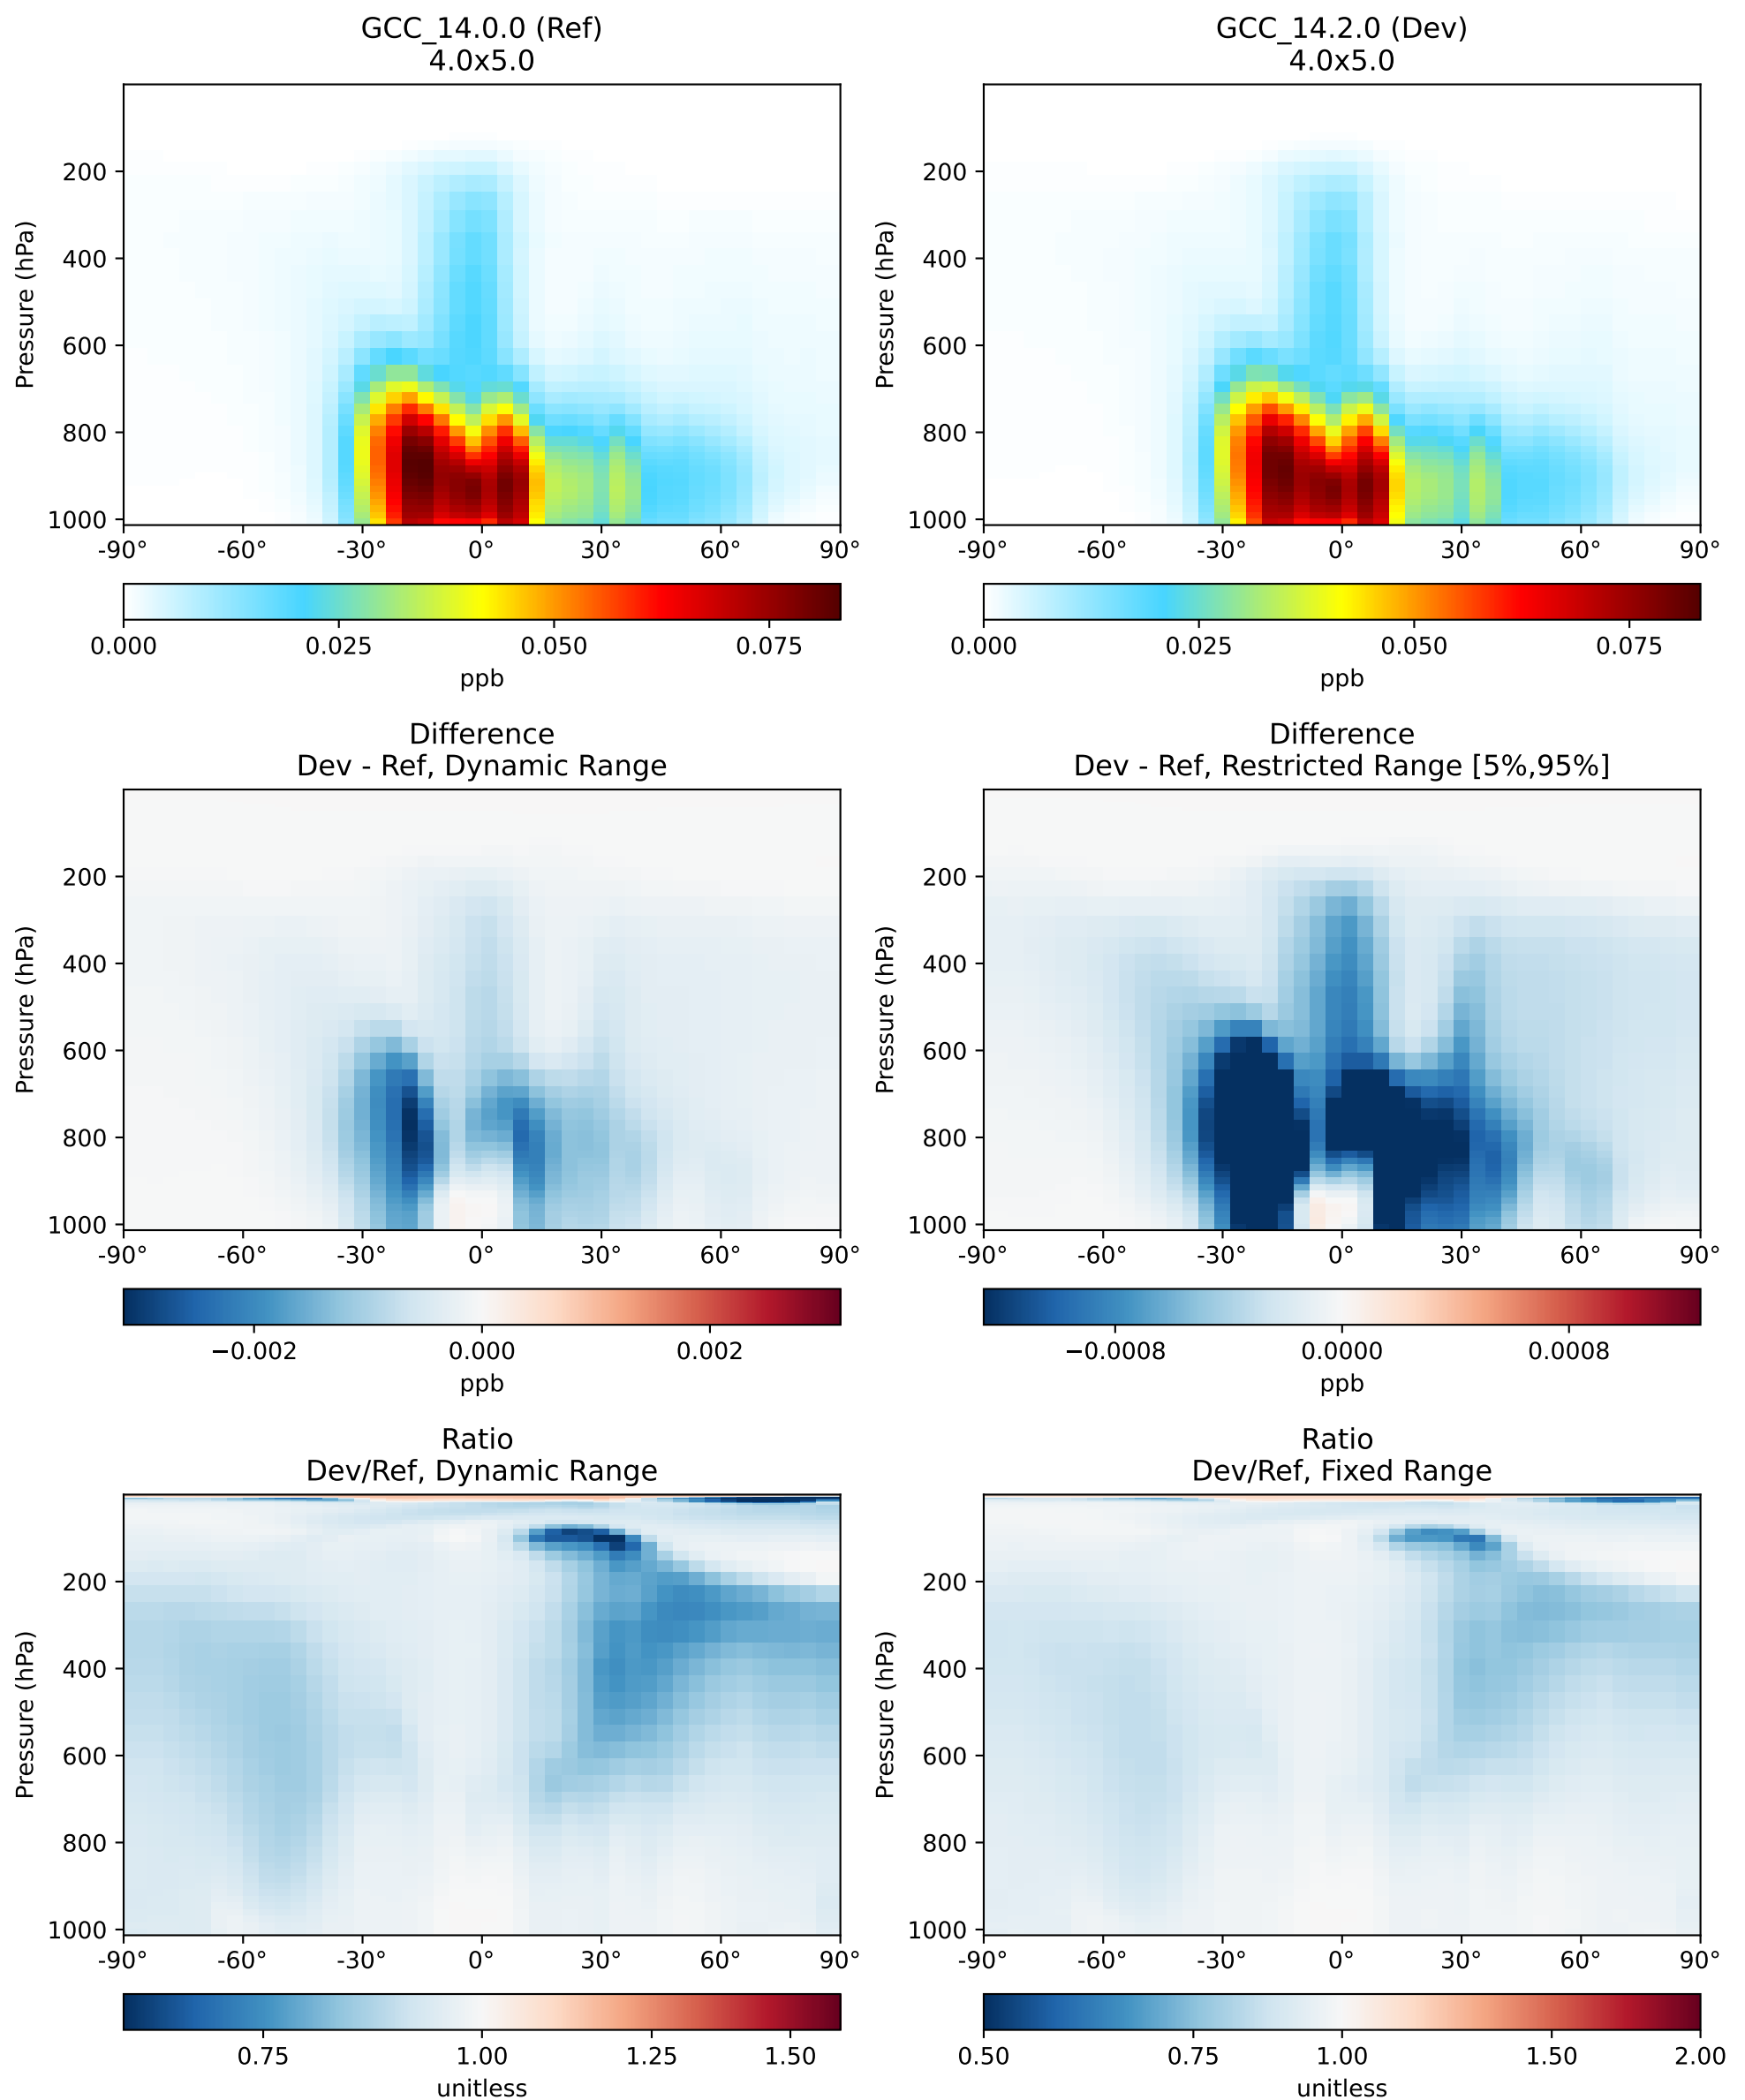 GCC_14.0.0 (Ref)
4.0x5.0
Pressure (hPa)
200
400
600
800
1000
-90° -60° -30° 0° 30° 60° 90°
0.000 0.025 0.050 0.075
ppb
GCC_14.2.0 (Dev)
4.0x5.0
Pressure (hPa)
200
400
600
800
1000
-90° -60° -30° 0° 30° 60° 90°
0.000 0.025 0.050 0.075
ppb
Difference
Dev - Ref, Dynamic Range
Pressure (hPa)
200
400
600
800
1000
-90° -60° -30° 0° 30° 60° 90°
−0.002 0.000 0.002
ppb
Difference
Dev - Ref, Restricted Range [5%,95%]
Pressure (hPa)
200
400
600
800
1000
-90° -60° -30° 0° 30° 60° 90°
−0.0008 0.0000 0.0008
ppb
Ratio
Dev/Ref, Dynamic Range
Pressure (hPa)
200
400
600
800
1000
-90° -60° -30° 0° 30° 60° 90°
0.75 1.00 1.25 1.50
unitless
Ratio
Dev/Ref, Fixed Range
Pressure (hPa)
200
400
600
800
1000
-90° -60° -30° 0° 30° 60° 90°
0.50 0.75 1.00 1.50 2.00
unitless